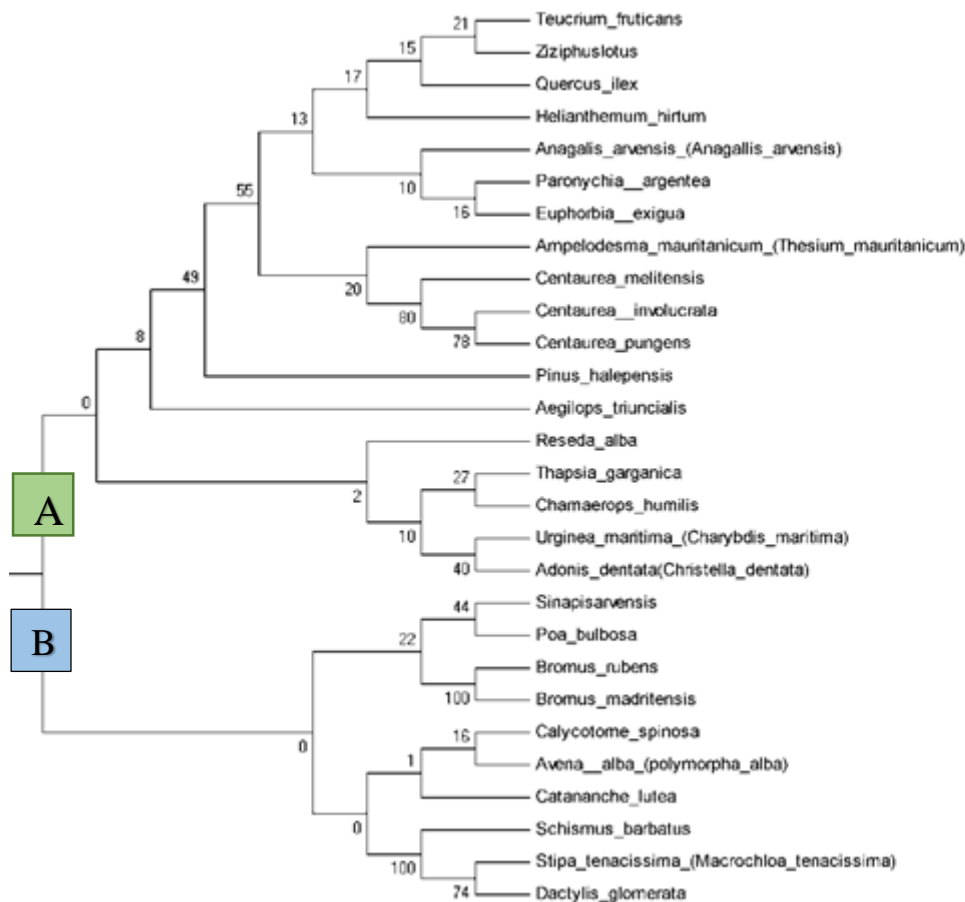 21
Teucrium_fruticans
15
Ziziphuslotus
17
Quercus_ilex
13
Helianthemum_hirtum
Anagalis_arvensis_(Anagallis_arvensis)
55
10
Paronychia__argentea
16
Euphorbia__exigua
Ampelodesma_mauritanicum_(Thesium_mauritanicum)
49
20
Centaurea_melitensis
80
Centaurea__involucrata
8
78
Centaurea_pungens
Pinus_halepensis
0
Aegilops_triuncialis
Reseda_alba
27
Thapsia_garganica
2
Chamaerops_humilis
A
10
Urginea_maritima_(Charybdis_maritima)
40
Adonis_dentata(Christella_dentata)
44
Sinapisarvensis
B
22
Poa_bulbosa
Bromus_rubens
100
Bromus_madritensis
0
16
Calycotome_spinosa
1
Avena__alba_(polymorpha_alba)
Catananche_lutea
0
Schismus_barbatus
100
Stipa_tenacissima_(Macrochloa_tenacissima)
74
Dactylis_glomerata